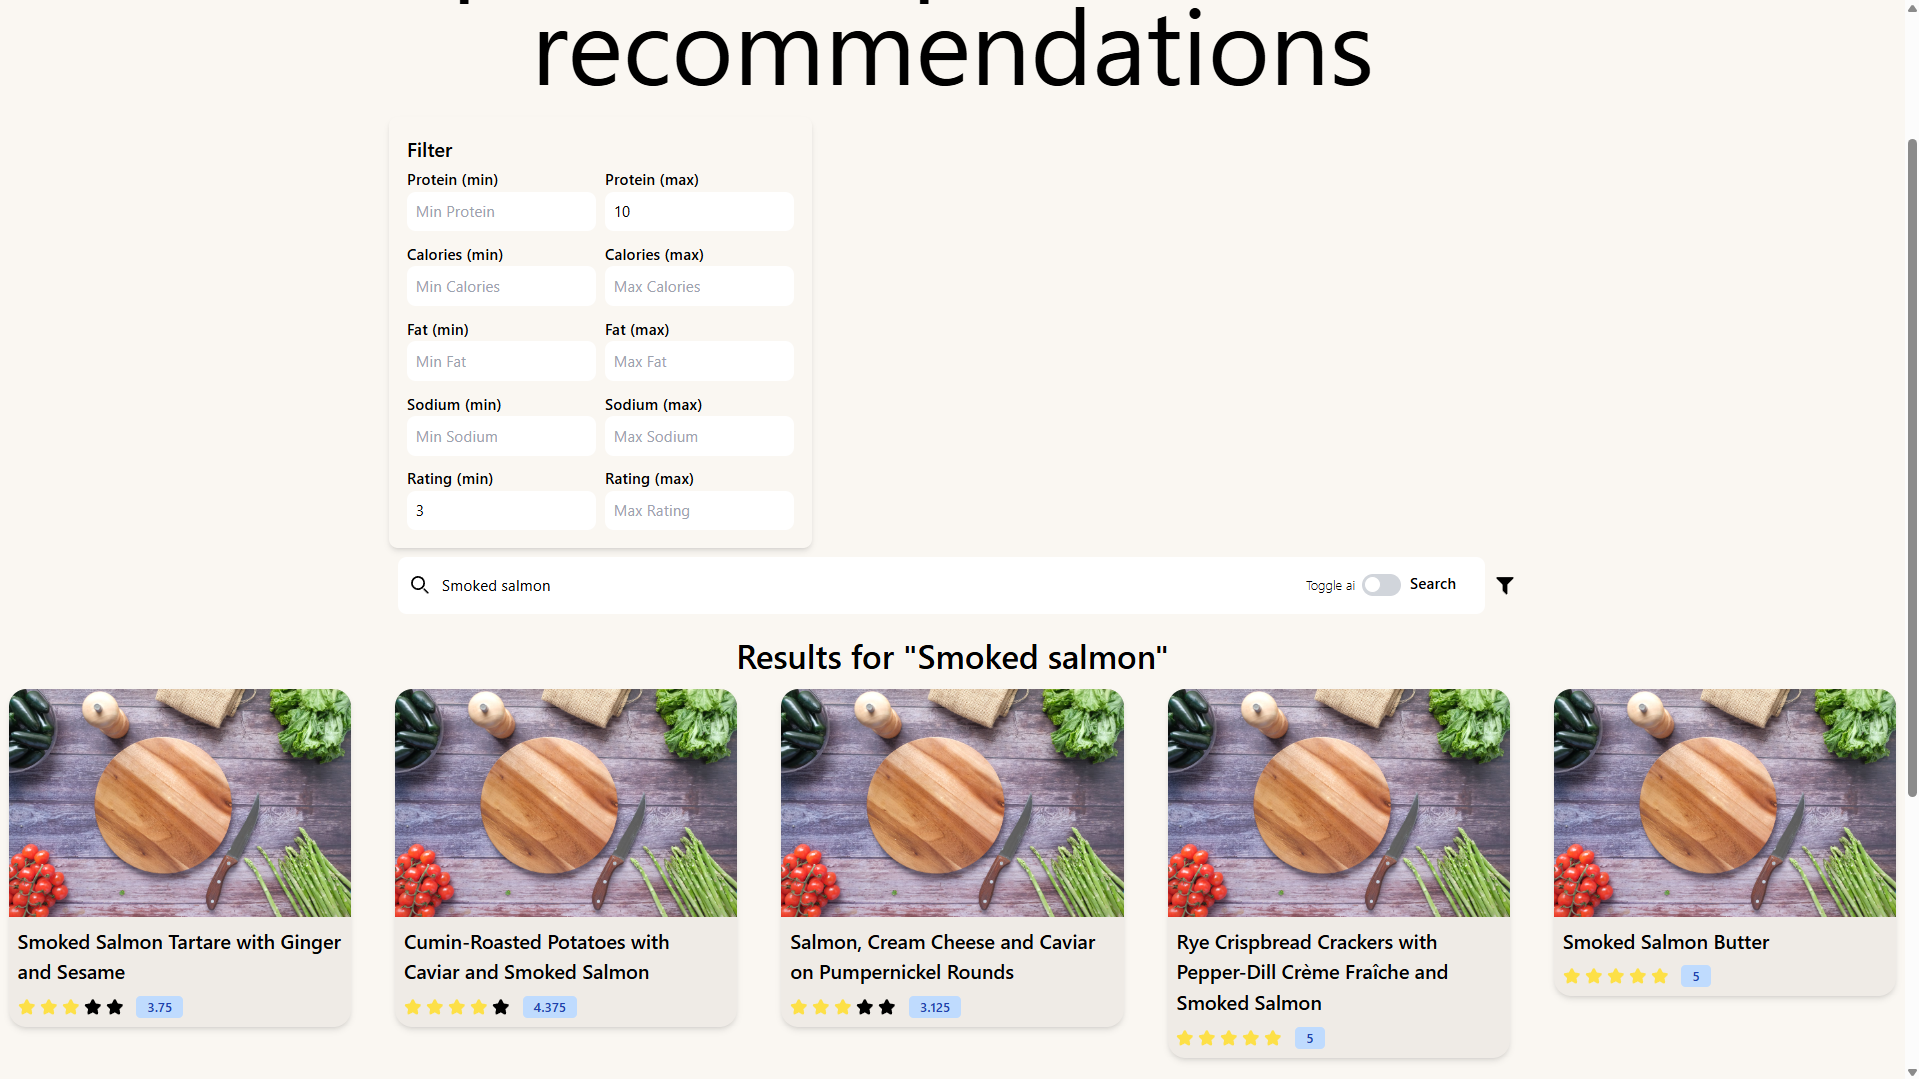 recommendations
Filter
Protein (min) Protein (max)
Min Protein 10
Calories (min) Calories (max)
Min Calories Max Calories
Fat (min) Fat (max)
Min Fat Max Fat
Sodium (min) Sodium (max)
Min Sodium Max Sodium
Rating (min) Rating (max)
3 Max Rating
Smoked salmon Toggle ai Search
Results for "Smoked salmon"
Smoked Salmon Tartare with Ginger
and Sesame
3.75
Cumin-Roasted Potatoes with
Caviar and Smoked Salmon
4.375
Salmon, Cream Cheese and Caviar
on Pumpernickel Rounds
3.125
Rye Crispbread Crackers with
Pepper-Dill Crème Fraîche and
Smoked Salmon
5
Smoked Salmon Butter
5